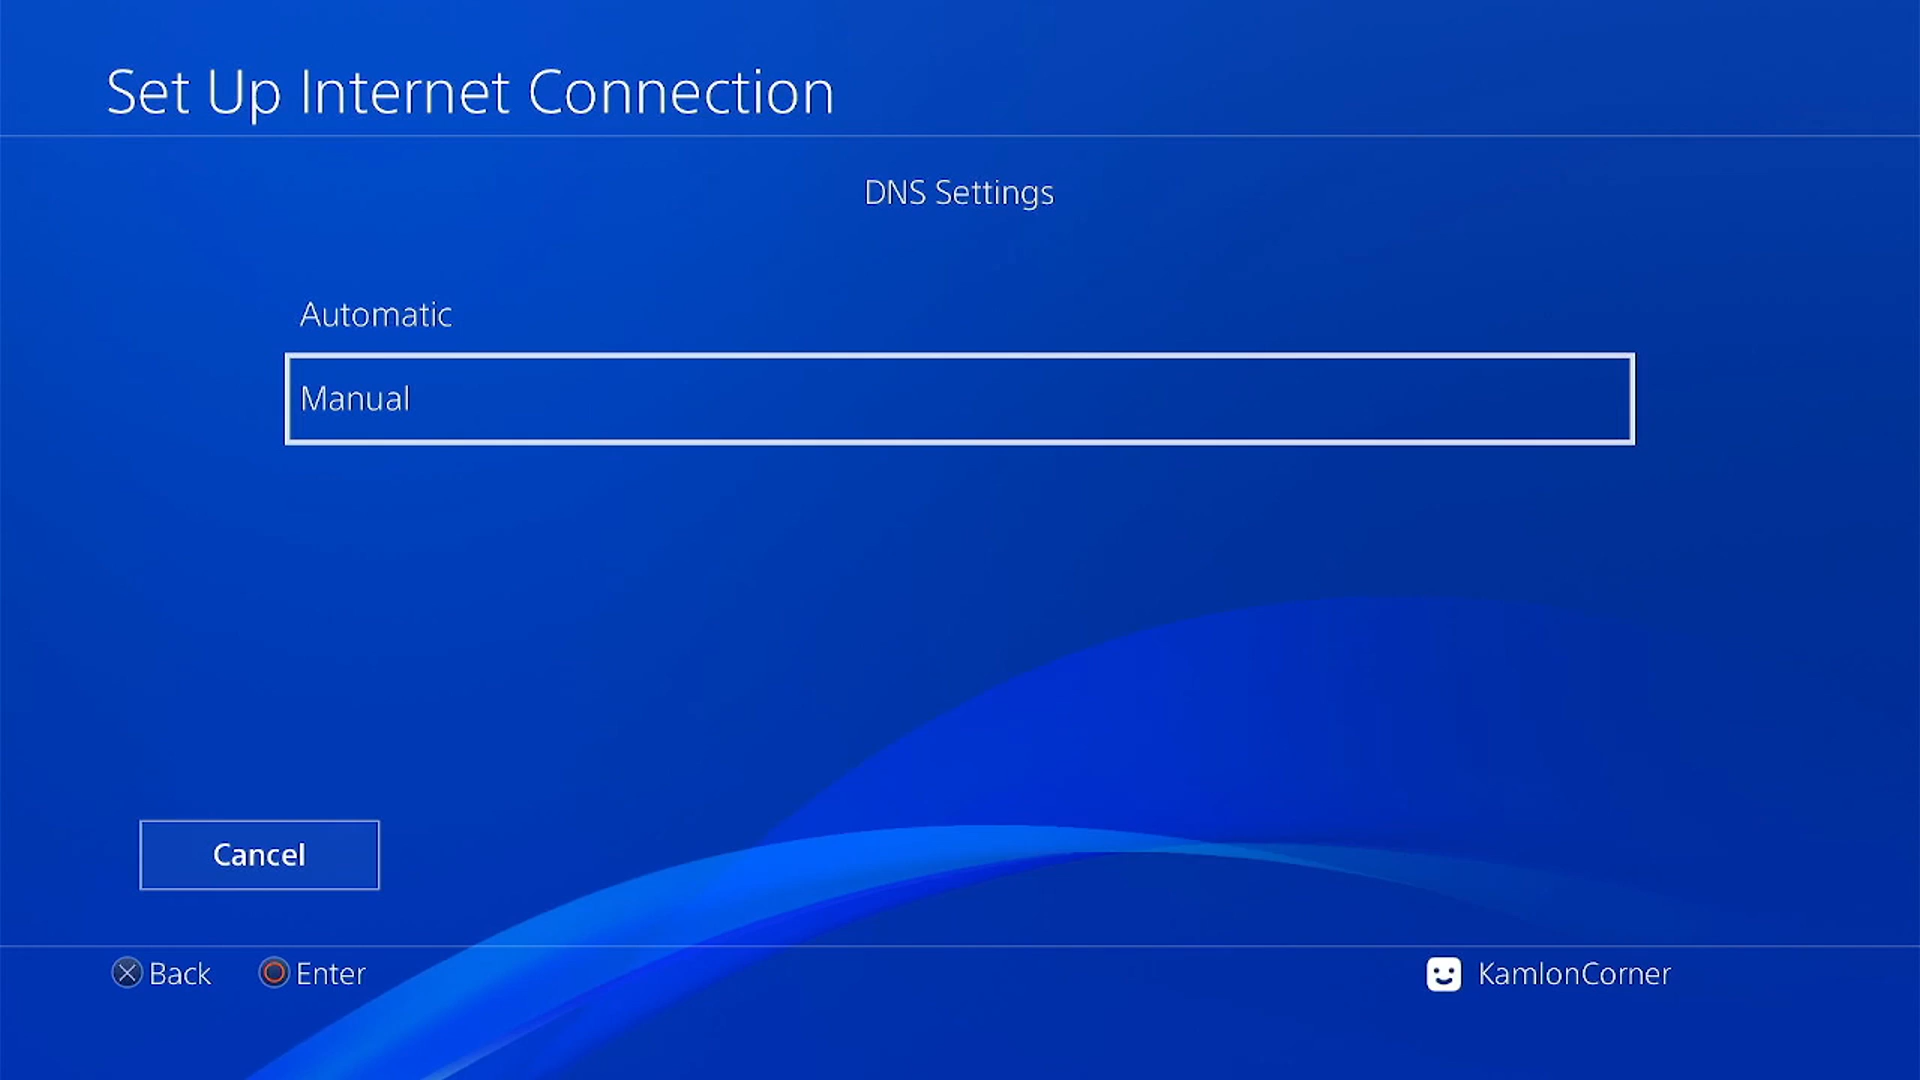 Set Up Internet Connection
DNS Settings
Automatic
Manual
Cancel
Back Enter KamlonCorner